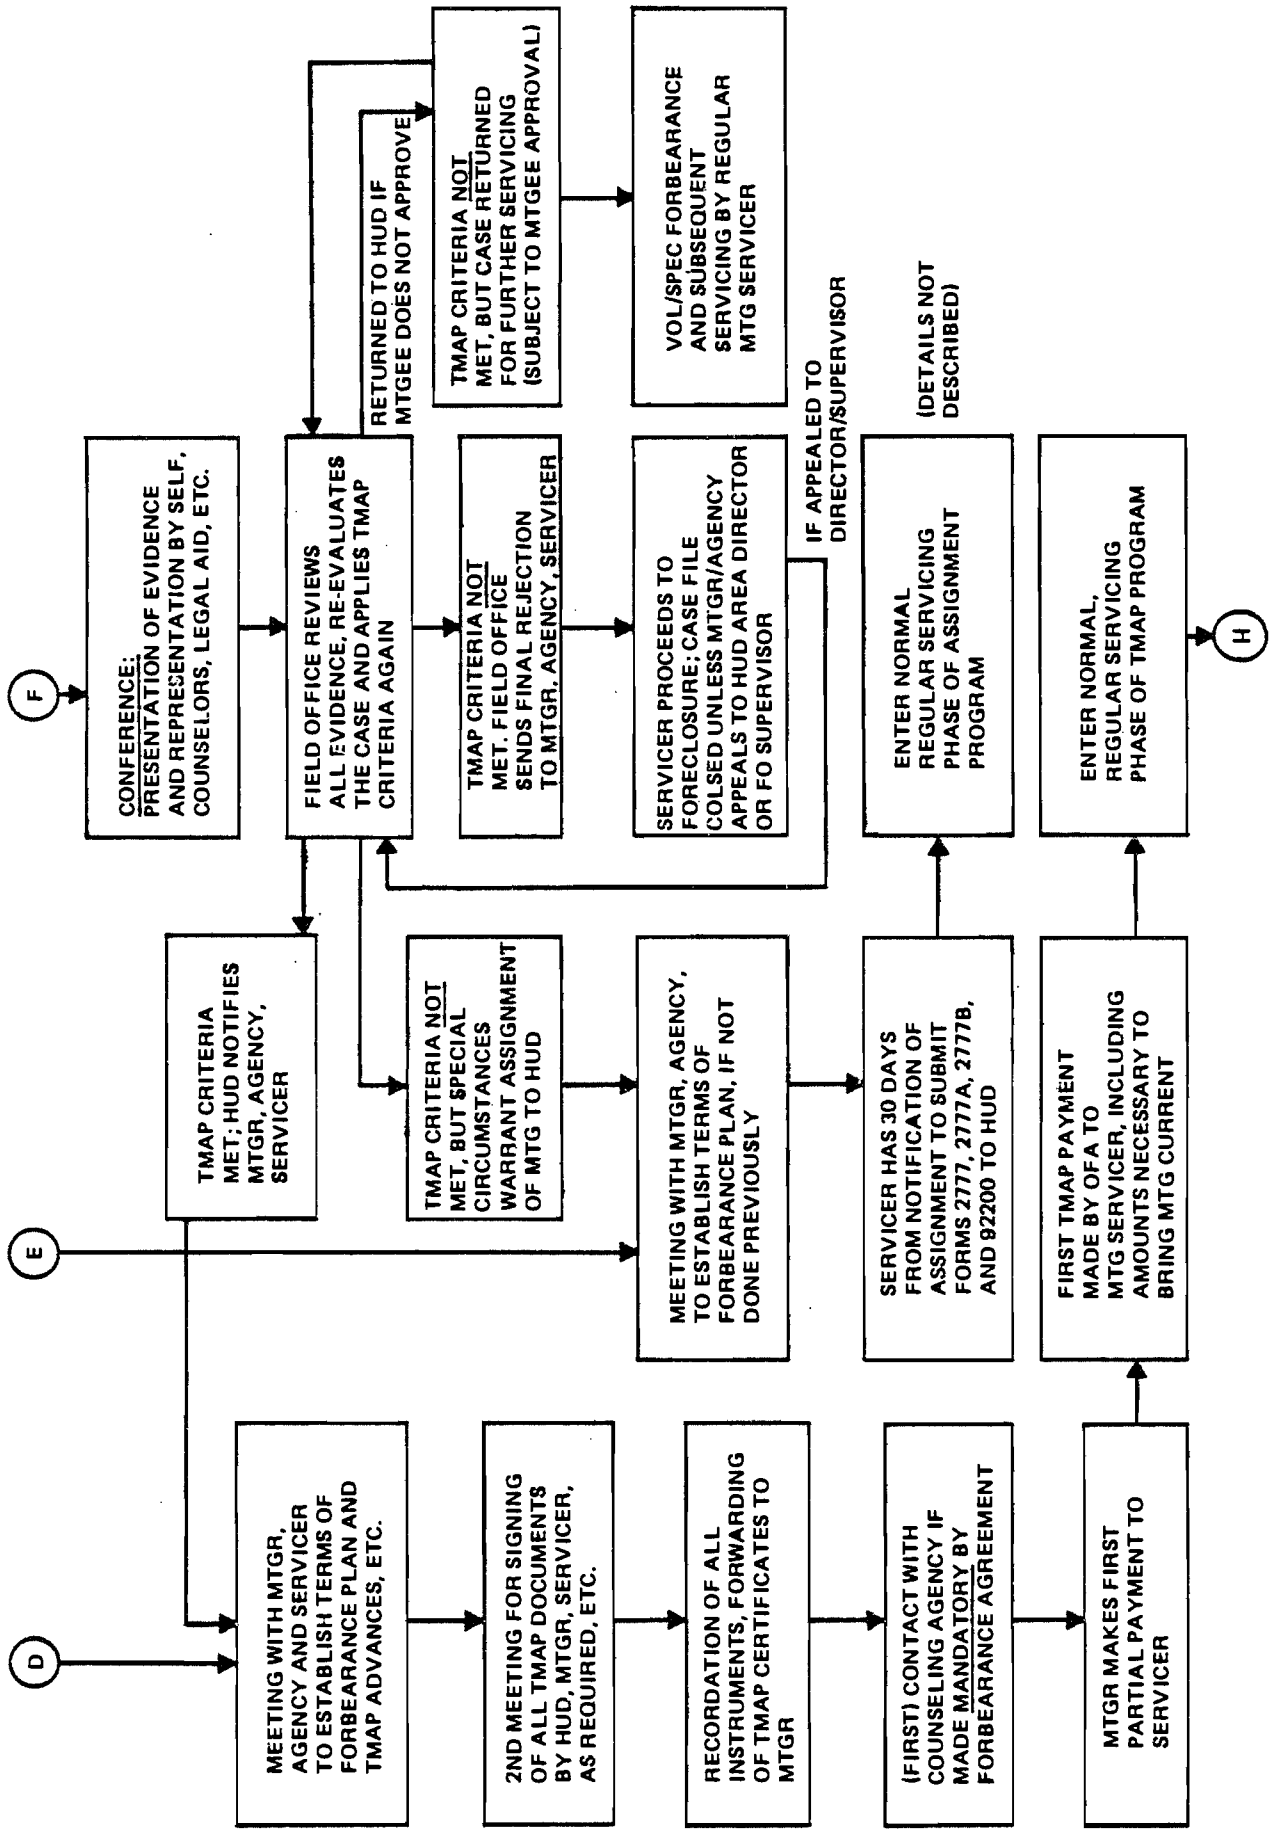 D
MEETING WITH MTGR,
AGENCY AND SERVICER
TO ESTABLISH TERMS OF
FORBEARANCE PLAN AND
TMAP ADVANCES, ETC.
2ND MEETING FOR SIGNING
OF ALL TMAP DOCUMENTS
BY HUD, MTGR, SERVICER,
AS REQUIRED, ETC.
RECORDATION OF ALL
INSTRUMENTS, FORWARDING
OF TMAP CERTIFICATES TO
MTGR
(FIRST) CONTACT WITH
COUNSELING AGENCY IF
MADE MANDATORY BY
FORBEARANCE AGREEMENT
MTGR MAKES FIRST
PARTIAL PAYMENT TO
SERVICER
E
TMAP CRITERIA
MET; HUD NOTIFIES
MTGR, AGENCY,
SERVICER
TMAP CRITERIA NOT
MET, BUT SPECIAL
CIRCUMSTANCES
WARRANT ASSIGNMENT
OF MTG TO HUD
MEETING WITH MTGR, AGENCY,
TO ESTABLISH TERMS OF
FORBEARANCE PLAN, IF NOT
DONE PREVIOUSLY
SERVICER HAS 30 DAYS
FROM NOTIFICATION OF
ASSIGNMENT TO SUBMIT
FORMS 2777, 2777A, 2777B,
AND 92200 TO HUD
FIRST TMAP PAYMENT
MADE BY OFA TO
MTG SERVICER, INCLUDING
AMOUNTS NECESSARY TO
BRING MTG CURRENT
F
CONFERENCE:
PRESENTATION OF EVIDENCE
AND REPRESENTATION BY SELF,
COUNSELORS, LEGAL AID, ETC.
FIELD OFFICE REVIEWS
ALL EVIDENCE, RE-EVALUATES
THE CASE AND APPLIES TMAP
CRITERIA AGAIN
TMAP CRITERIA NOT
MET. FIELD OFFICE
SENDS FINAL REJECTION
TO MTGR, AGENCY, SERVICER
SERVICER PROCEEDS TO
FORECLOSURE; CASE FILE
COLSED UNLESS MTGR/AGENCY
APPEALS TO HUD AREA DIRECTOR
OR FO SUPERVISOR
IF APPEALED TO
DIRECTOR/SUPERVISOR
ENTER NORMAL
REGULAR SERVICING
PHASE OF ASSIGNMENT
PROGRAM
(DETAILS NOT
DESCRIBED)
ENTER NORMAL,
REGULAR SERVICING
PHASE OF TMAP PROGRAM
H
RETURNED TO HUD IF
MTGEE DOES NOT APPROVE
TMAP CRITERIA NOT
MET, BUT CASE RETURNED
FOR FURTHER SERVICING
(SUBJECT TO MTGEE APPROVAL)
VOL/SPEC FORBEARANCE
AND SUBSEQUENT
SERVICING BY REGULAR
MTG SERVICER